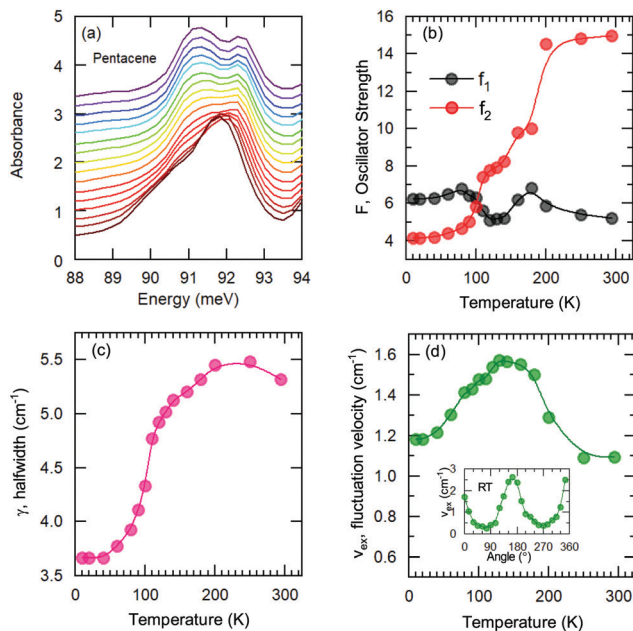 (a)
Pentacene
Absorbance
5
4
3
2
1
0
88 89 90 91 92 93 94
Energy (meV)
(b)
f1
f2
F, Oscillator Strength
16
14
12
10
8
6
4
0 100 200 300
Temperature (K)
(c)
γ, halfwidth (cm⁻¹)
5.5
5.0
4.5
4.0
3.5
0 100 200 300
Temperature (K)
(d)
νex, fluctuation velocity (cm⁻¹)
1.6
1.4
1.2
1.0
0.8
0.6
0 100 200 300
Temperature (K)
RT
νex (cm⁻¹)
3
2
1
0
0 90 180 270 360
Angle (°)